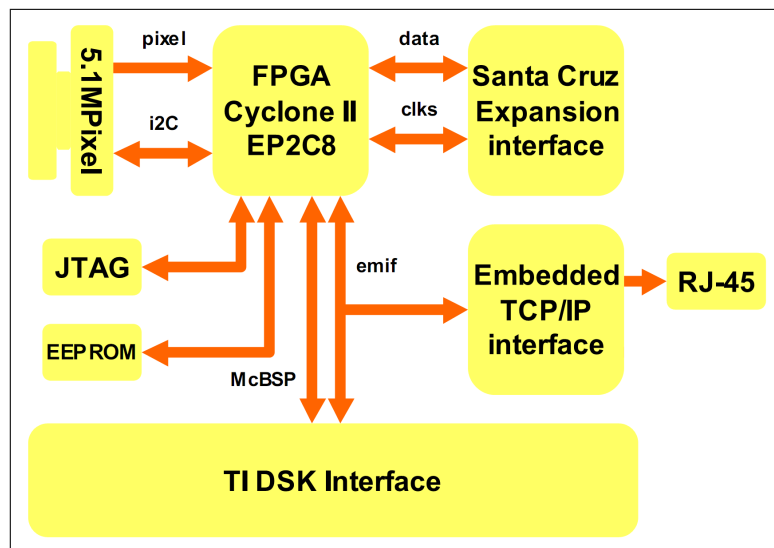 5.1MPixel
pixel
i2C
FPGA
Cyclone II
EP2C8
data
clks
Santa Cruz
Expansion
interface
JTAG
EEPROM
McBSP
emif
Embedded
TCP/IP
interface
RJ-45
TI DSK Interface